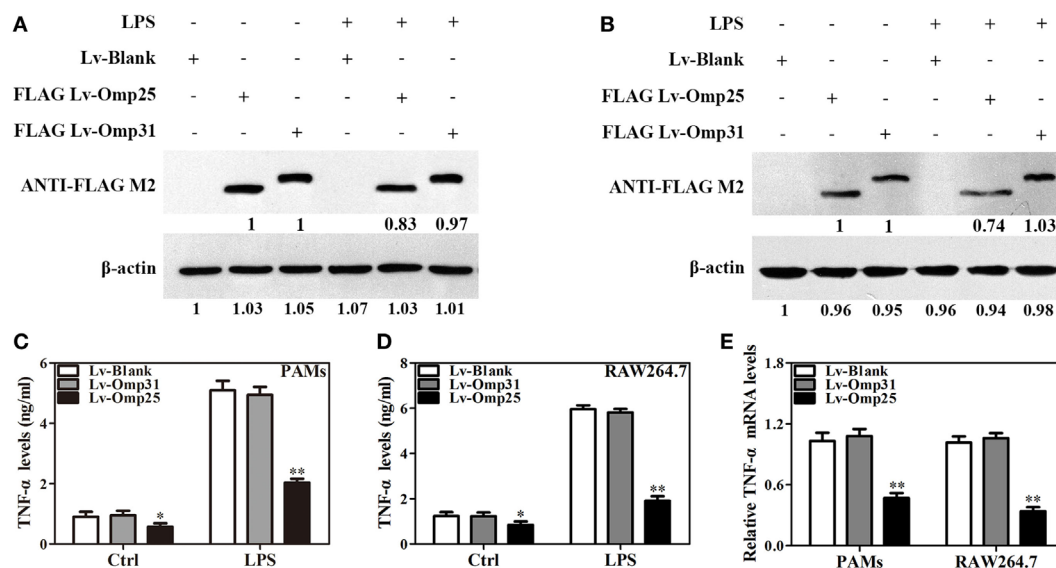 A
LPS - - - + + +
Lv-Blank + - - + - -
FLAG Lv-Omp25 - + - - + -
FLAG Lv-Omp31 - - + - - +
ANTI-FLAG M2
1 1 0.83 0.97
β-actin
1 1.03 1.05 1.07 1.03 1.01
B
LPS - - - + + +
Lv-Blank + - - + - -
FLAG Lv-Omp25 - + - - + -
FLAG Lv-Omp31 - - + - - +
ANTI-FLAG M2
1 1 0.74 1.03
β-actin
1 0.96 0.95 0.96 0.94 0.98
C
TNF-α levels (ng/ml)
6
4
2
0
Lv-Blank
Lv-Omp31
Lv-Omp25
PAMs
*
**
Ctrl LPS
D
TNF-α levels (ng/ml)
8
6
4
2
0
Lv-Blank
Lv-Omp31
Lv-Omp25
RAW264.7
*
**
Ctrl LPS
E
Relative TNF-α mRNA levels
1.8
1.2
0.6
0.0
Lv-Blank
Lv-Omp31
Lv-Omp25
**
**
PAMs RAW264.7